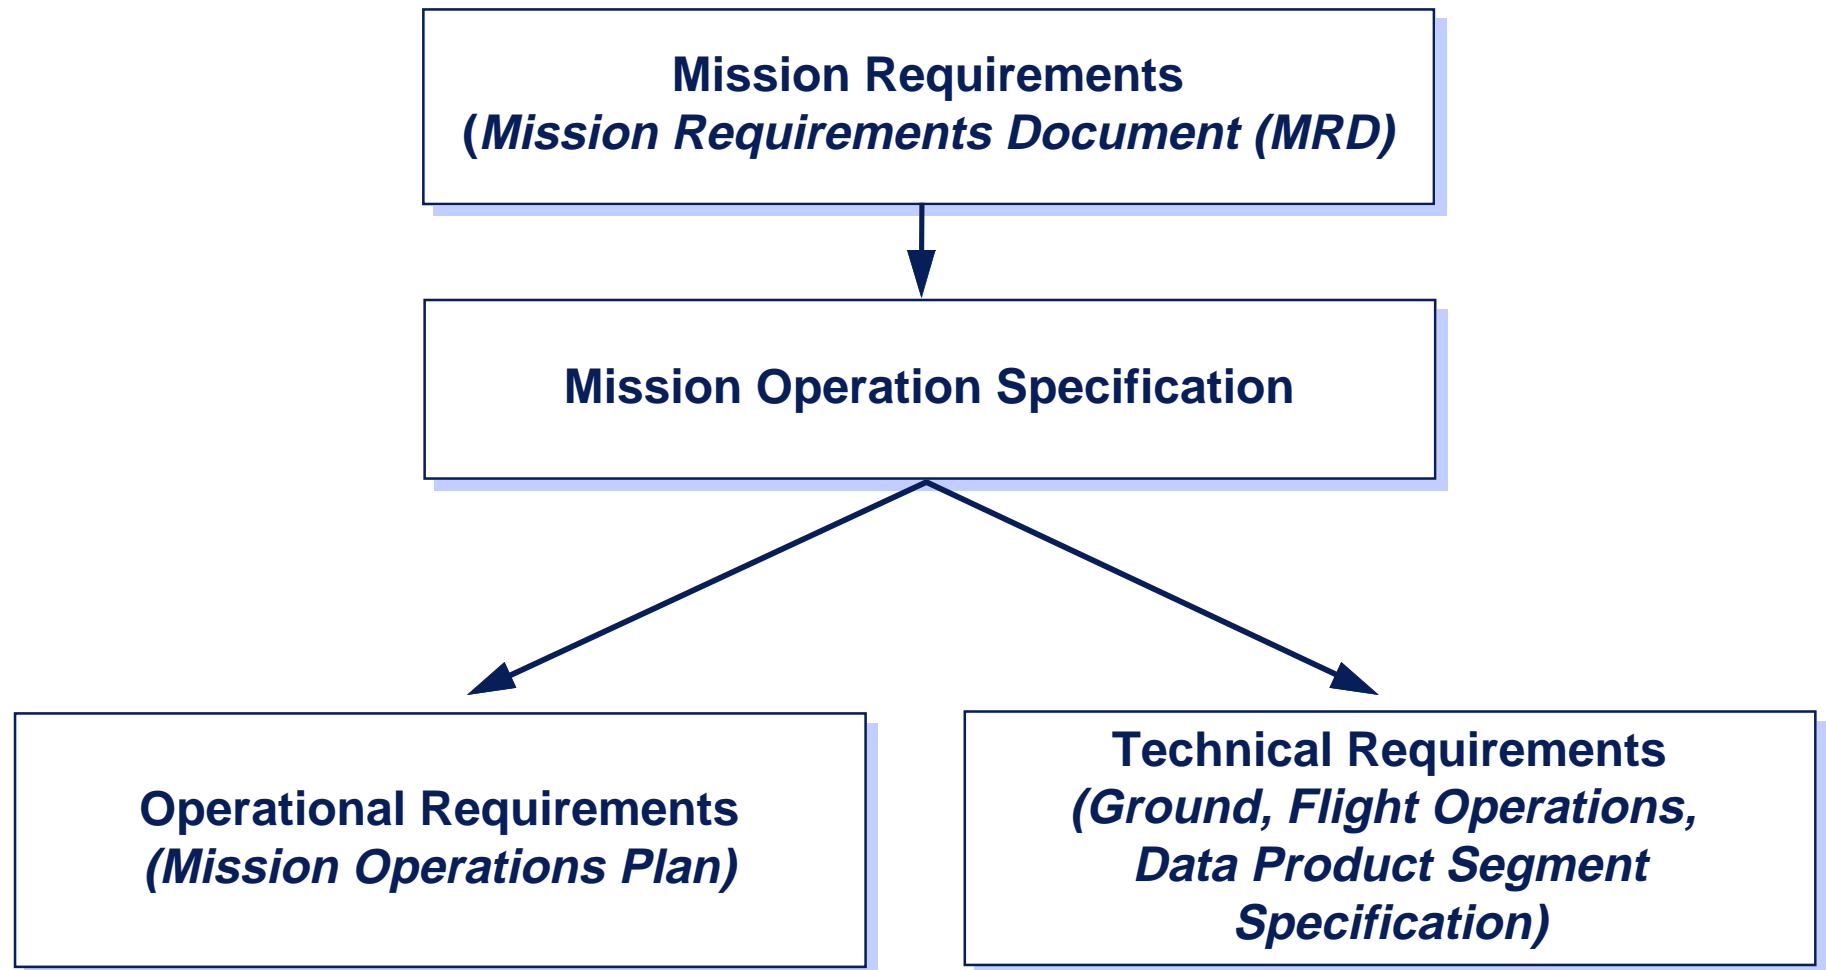 Mission Requirements
(Mission Requirements Document (MRD)
Mission Operation Specification
Operational Requirements
(Mission Operations Plan)
Technical Requirements
(Ground, Flight Operations,
Data Product Segment
Specification)